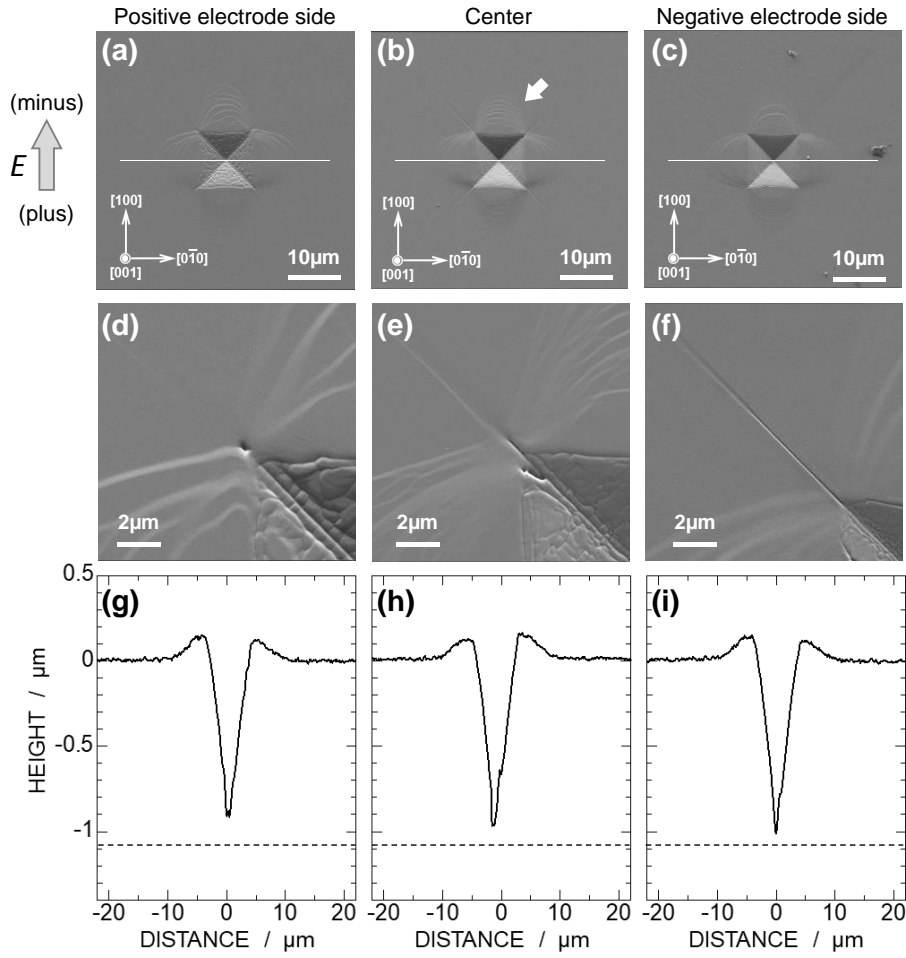 Positive electrode side
Center
Negative electrode side
(a)
(b)
(c)
(minus)
E
(plus)
[100]
[001]
[01̄0]
10μm
[100]
[001]
[01̄0]
10μm
[100]
[001]
[01̄0]
10μm
(d)
(e)
(f)
2μm
2μm
2μm
(g)
(h)
(i)
HEIGHT / μm
0.5
0
-0.5
-1
-20 -10 0 10 20
-20 -10 0 10 20
-20 -10 0 10 20
DISTANCE / μm
DISTANCE / μm
DISTANCE / μm